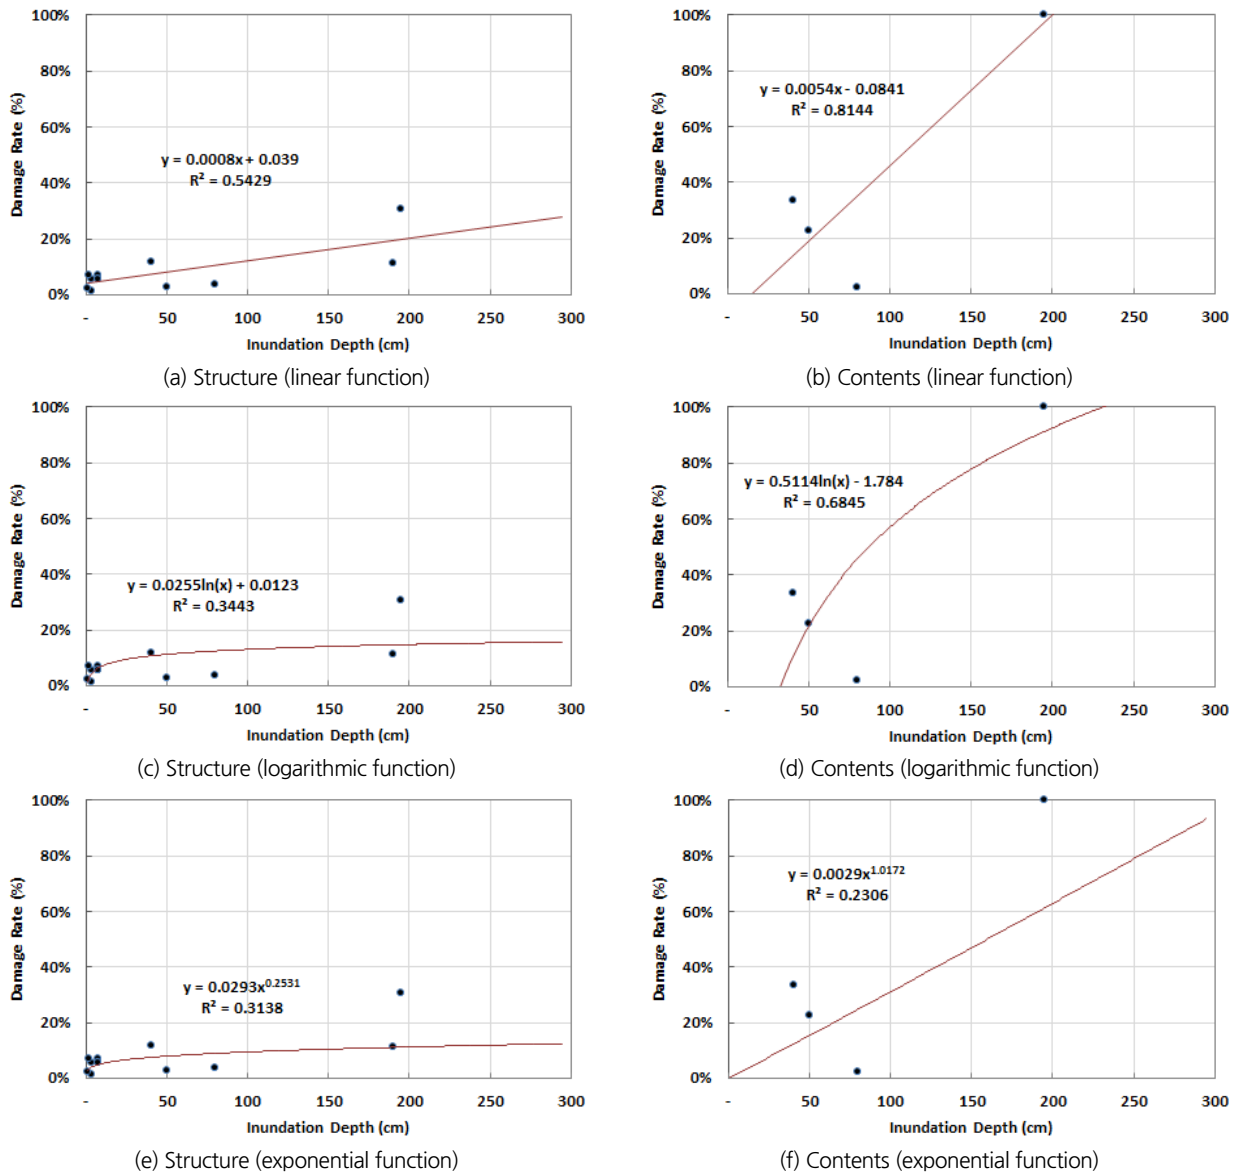 100%
80%
60%
40%
20%
0%
Damage Rate (%)
y = 0.0008x + 0.039
R² = 0.5429
- 50 100 150 200 250 300
Inundation Depth (cm)
(a) Structure (linear function)
100%
80%
60%
40%
20%
0%
Damage Rate (%)
y = 0.0054x - 0.0841
R² = 0.8144
- 50 100 150 200 250 300
Inundation Depth (cm)
(b) Contents (linear function)
100%
80%
60%
40%
20%
0%
Damage Rate (%)
y = 0.0255ln(x) + 0.0123
R² = 0.3443
- 50 100 150 200 250 300
Inundation Depth (cm)
(c) Structure (logarithmic function)
100%
80%
60%
40%
20%
0%
Damage Rate (%)
y = 0.5114ln(x) - 1.784
R² = 0.6845
- 50 100 150 200 250 300
Inundation Depth (cm)
(d) Contents (logarithmic function)
100%
80%
60%
40%
20%
0%
Damage Rate (%)
y = 0.0293x^0.2531
R² = 0.3138
- 50 100 150 200 250 300
Inundation Depth (cm)
(e) Structure (exponential function)
100%
80%
60%
40%
20%
0%
Damage Rate (%)
y = 0.0029x^1.0172
R² = 0.2306
- 50 100 150 200 250 300
Inundation Depth (cm)
(f) Contents (exponential function)